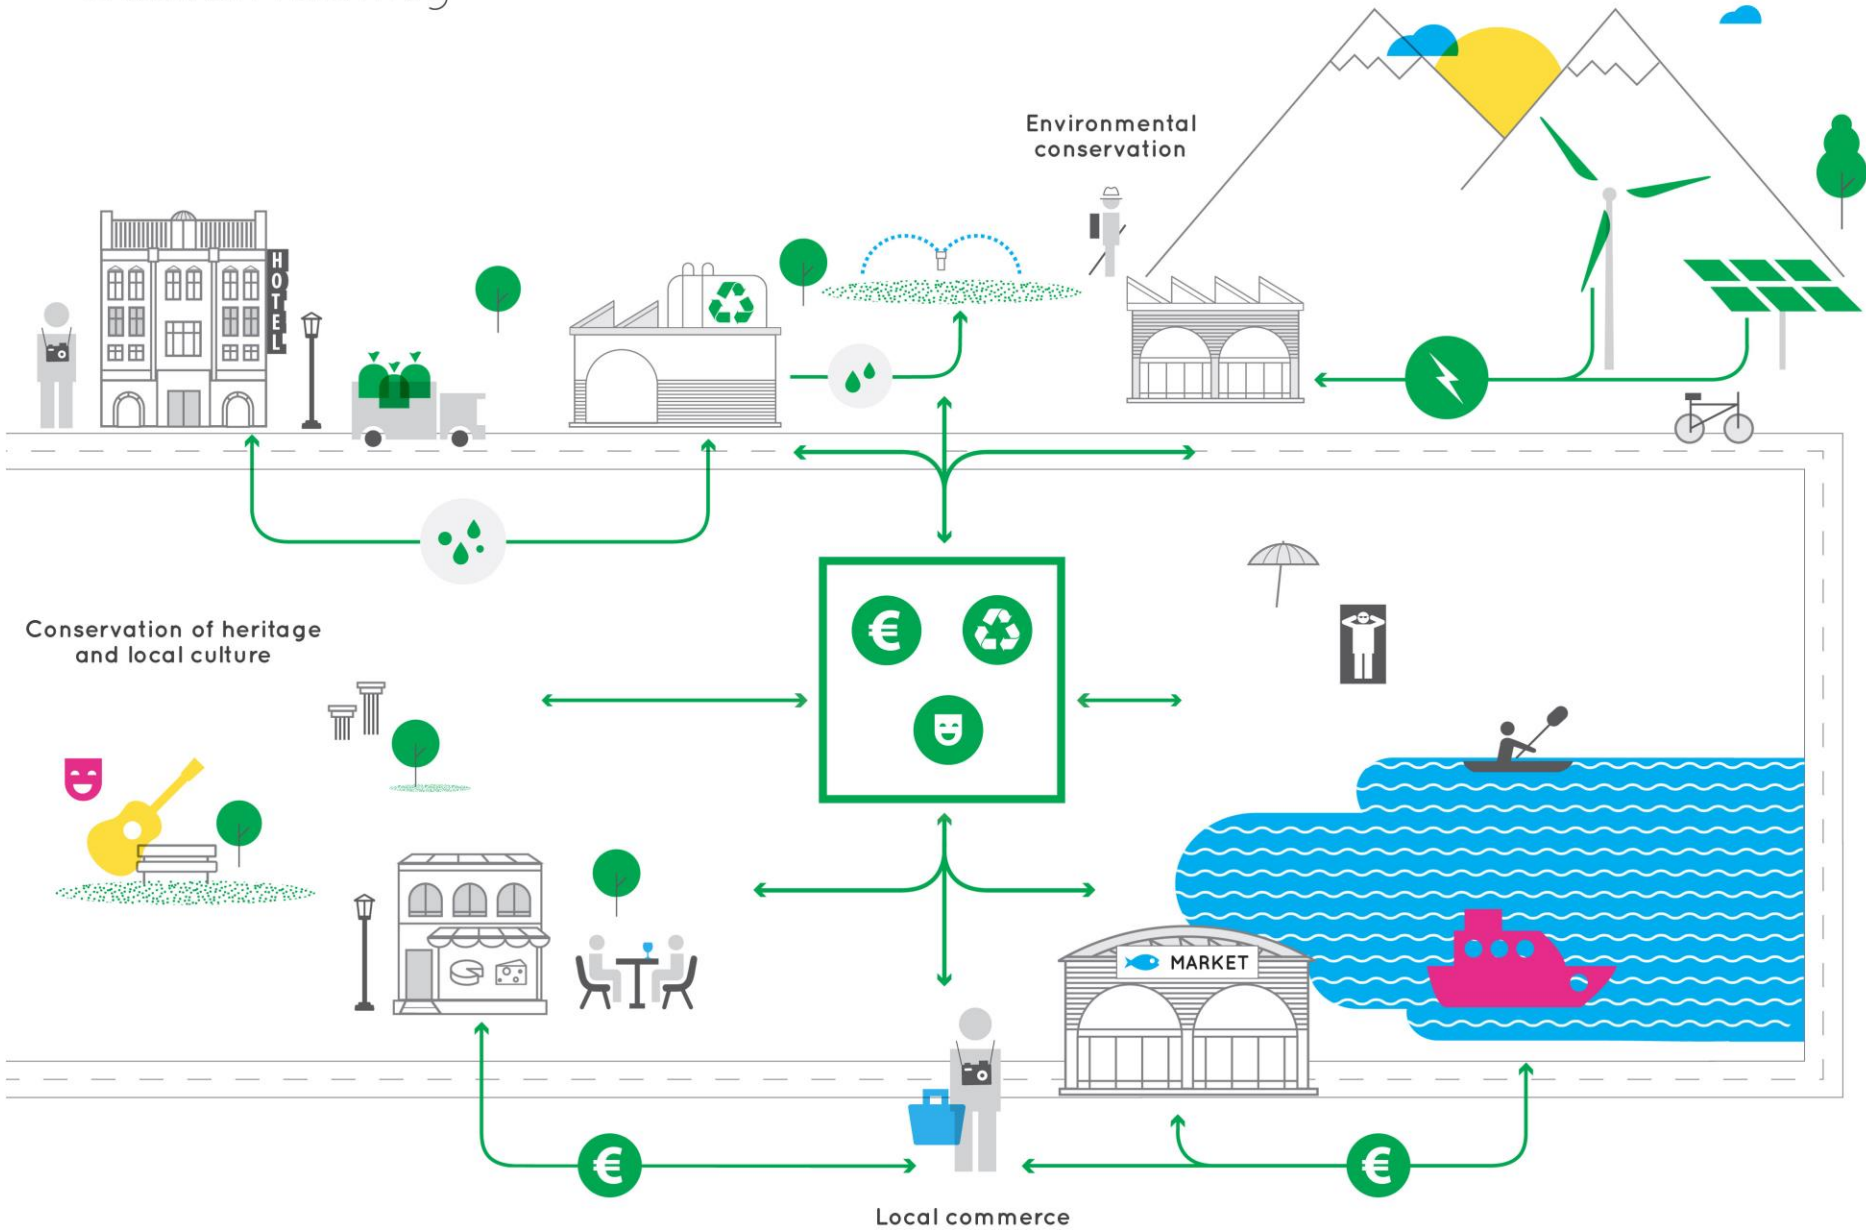 Environmental
conservation
HOTEL
€
Conservation of heritage
and local culture
MARKET
€
€
Local commerce